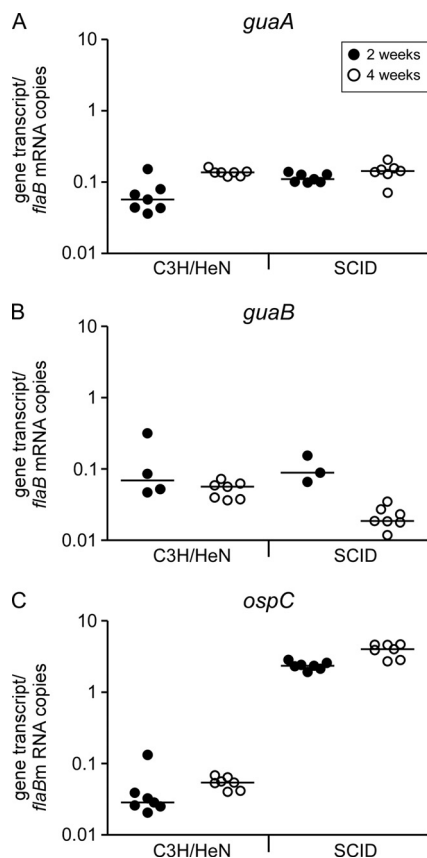 A
guaA
2 weeks
4 weeks
gene transcript/
flaB mRNA copies
10
1
0.1
0.01
C3H/HeN
SCID
B
guaB
gene transcript/
flaB mRNA copies
10
1
0.1
0.01
C3H/HeN
SCID
C
ospC
gene transcript/
flaBm RNA copies
10
1
0.1
0.01
C3H/HeN
SCID